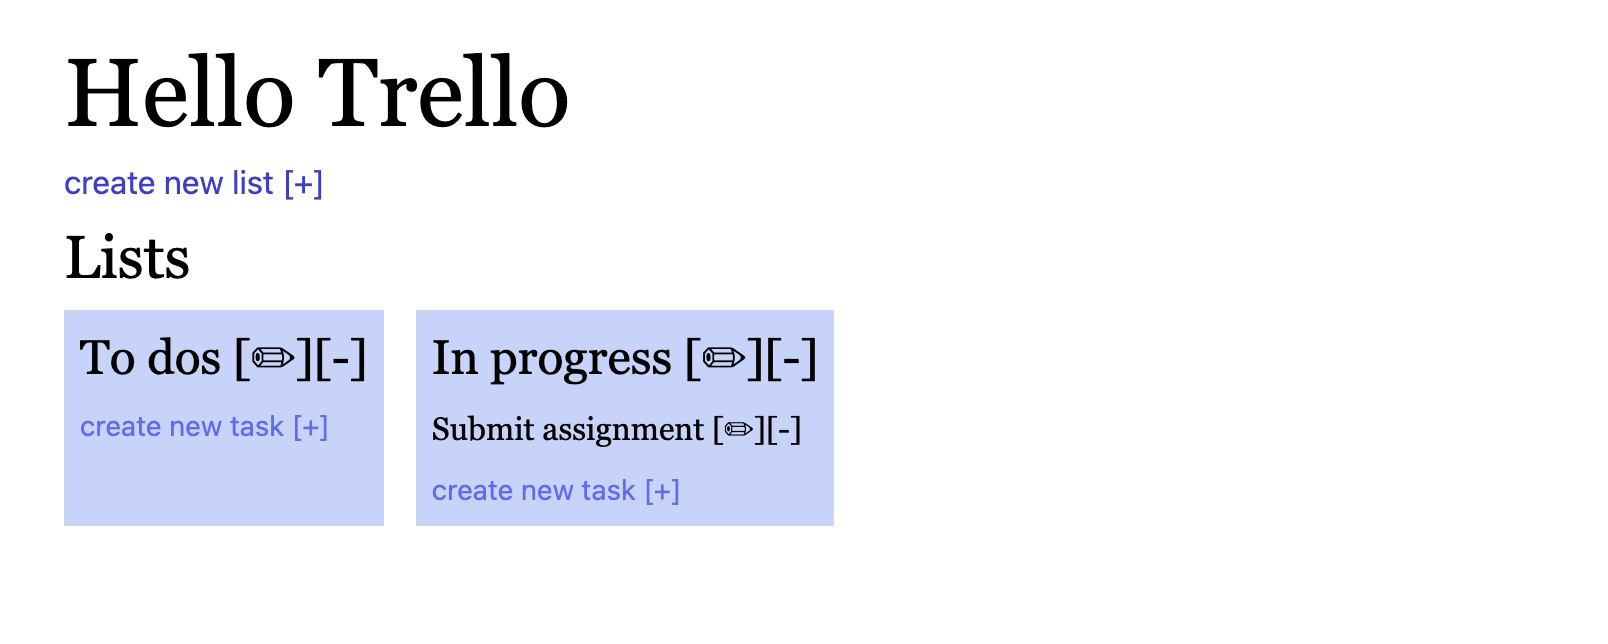 Hello Trello
create new list [+]
Lists
To dos [✏][-]
create new task [+]
In progress [✏][-]
Submit assignment [✏][-]
create new task [+]